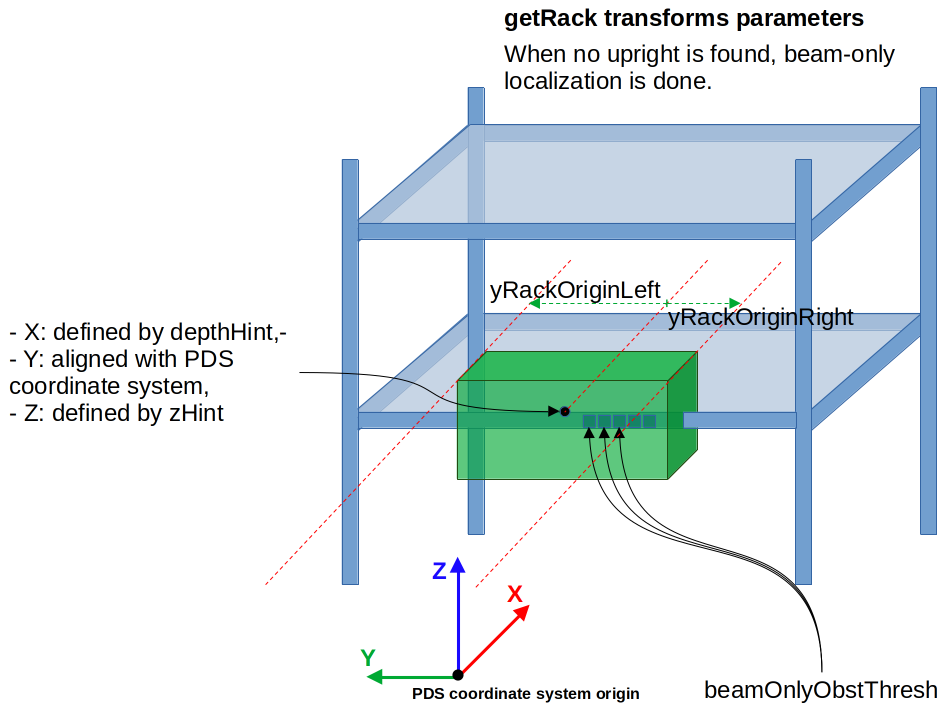 getRack transforms parameters
When no upright is found, beam-only
localization is done.
yRackOriginLeft
yRackOriginRight
- X: defined by depthHint,-
- Y: aligned with PDS
coordinate system,
- Z: defined by zHint
Z
X
Y
PDS coordinate system origin
beamOnlyObstThresh